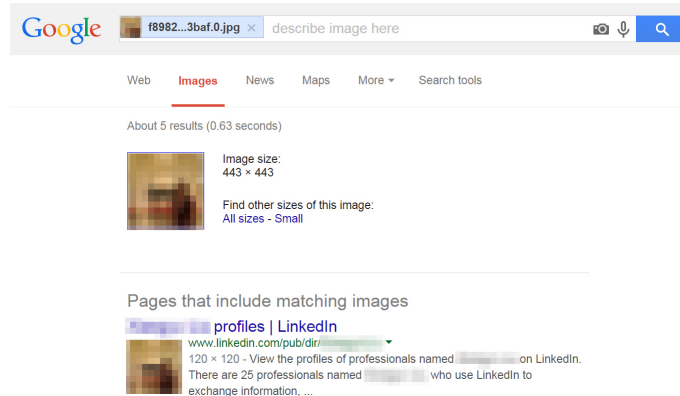 Google f8982...3baf.0.jpg × describe image here
Web Images News Maps More Search tools
About 5 results (0.63 seconds)
Image size:
443 × 443
Find other sizes of this image:
All sizes - Small
Pages that include matching images
profiles | LinkedIn
www.linkedin.com/pub/dir/
120 × 120 - View the profiles of professionals named on LinkedIn.
There are 25 professionals named who use LinkedIn to
exchange information, ...